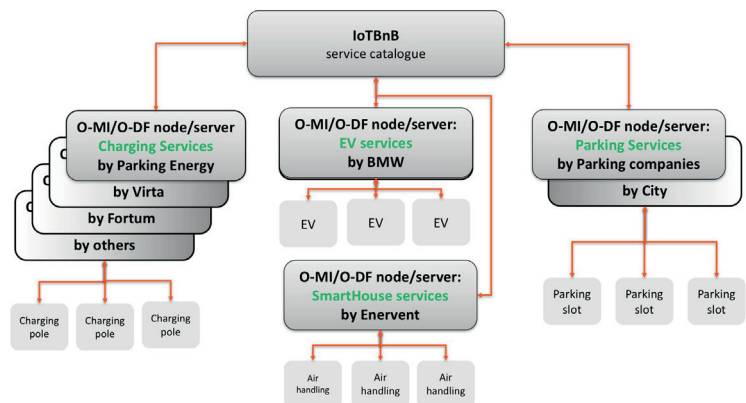 IoTBnB
service catalogue
O-MI/O-DF node/server
Charging Services
by Parking Energy
by Virta
by Fortum
by others
Charging
pole
Charging
pole
Charging
pole
O-MI/O-DF node/server:
EV services
by BMW
EV
EV
EV
O-MI/O-DF node/server:
SmartHouse services
by Enervent
Air
handling
Air
handling
Air
handling
O-MI/O-DF node/server:
Parking Services
by Parking companies
by City
Parking
slot
Parking
slot
Parking
slot